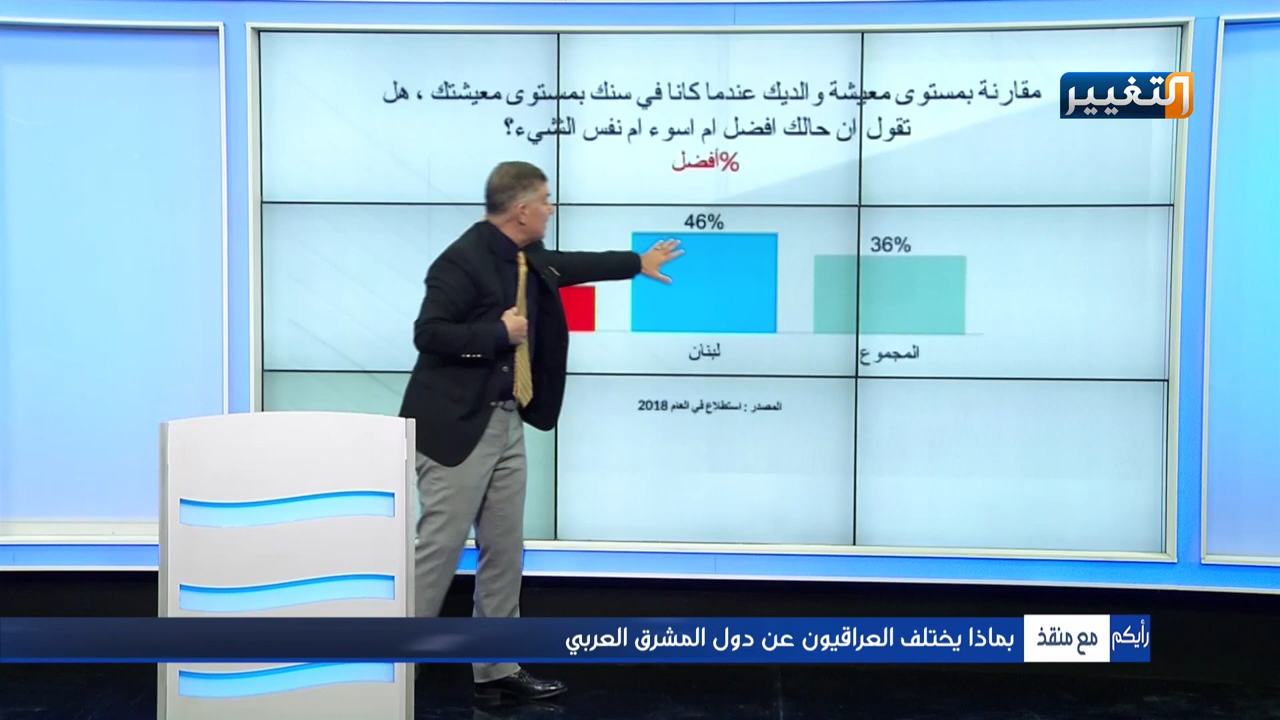 التغيير
مقارنة بمستوى معيشة و الديك عندما كانا في سنك بمستوى معيشتك ، هل
تقول ان حالك افضل ام اسوء ام نفس الشيء؟
%أفضل
46%
36%
لبنان
المجموع
المصدر : استطلاع في العام 2018
رأيكم مع منقذ بماذا يختلف العراقيون عن دول المشرق العربي